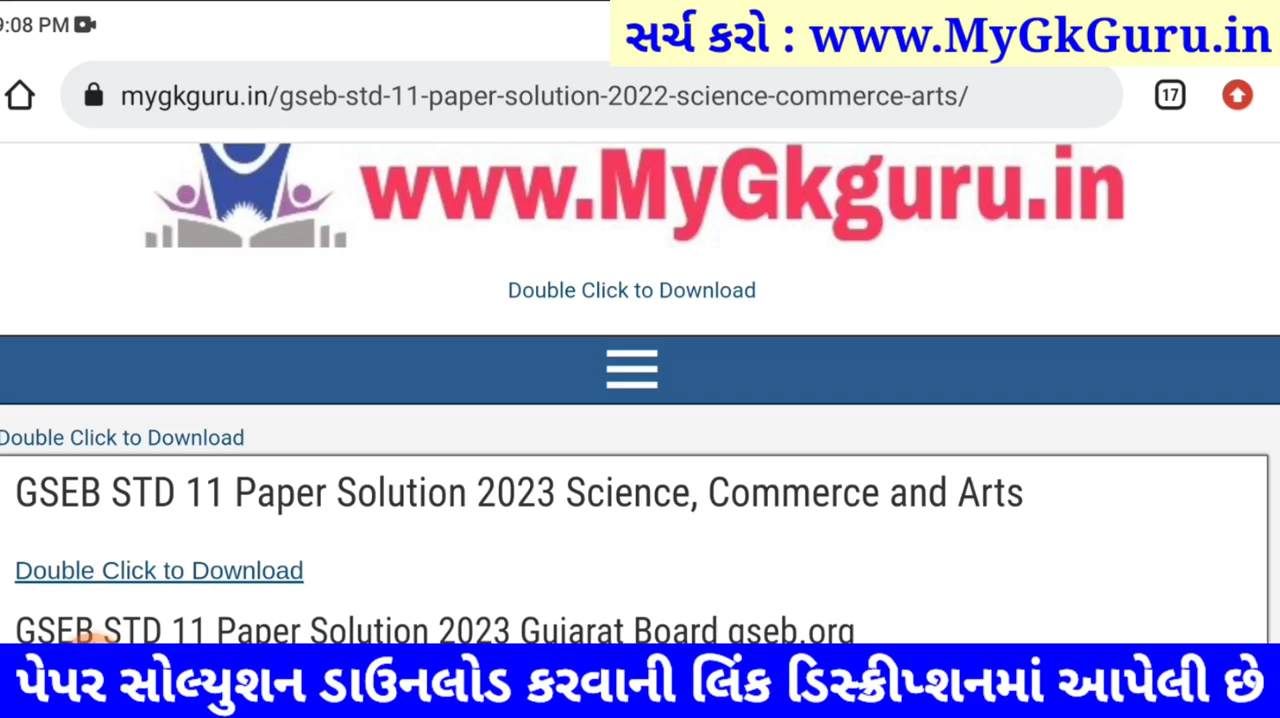 9:08 PM
સર્ચ કરો : www.MyGkGuru.in
mygkguru.in/gseb-std-11-paper-solution-2022-science-commerce-arts/
17
www.MyGkguru.in
Double Click to Download
Double Click to Download
GSEB STD 11 Paper Solution 2023 Science, Commerce and Arts
Double Click to Download
GSEB STD 11 Paper Solution 2023 Gujarat Board gseb.org
પેપર સોલ્યુશન ડાઉનલોડ કરવાની લિંક ડિસ્ક્રીપ્શનમાં આપેલી છે